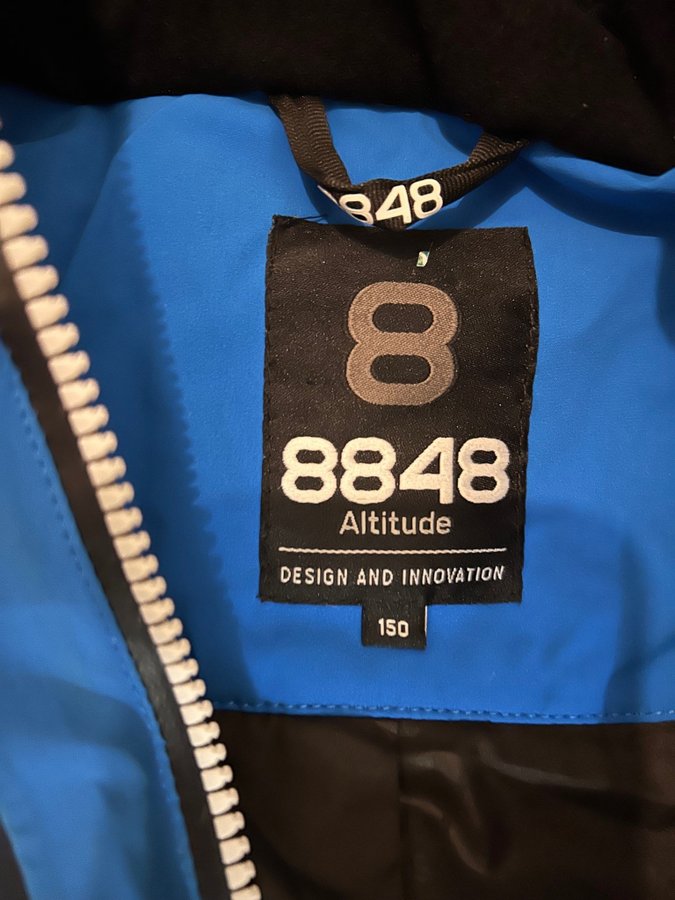 8848
8
8848
Altitude
DESIGN AND INNOVATION
150